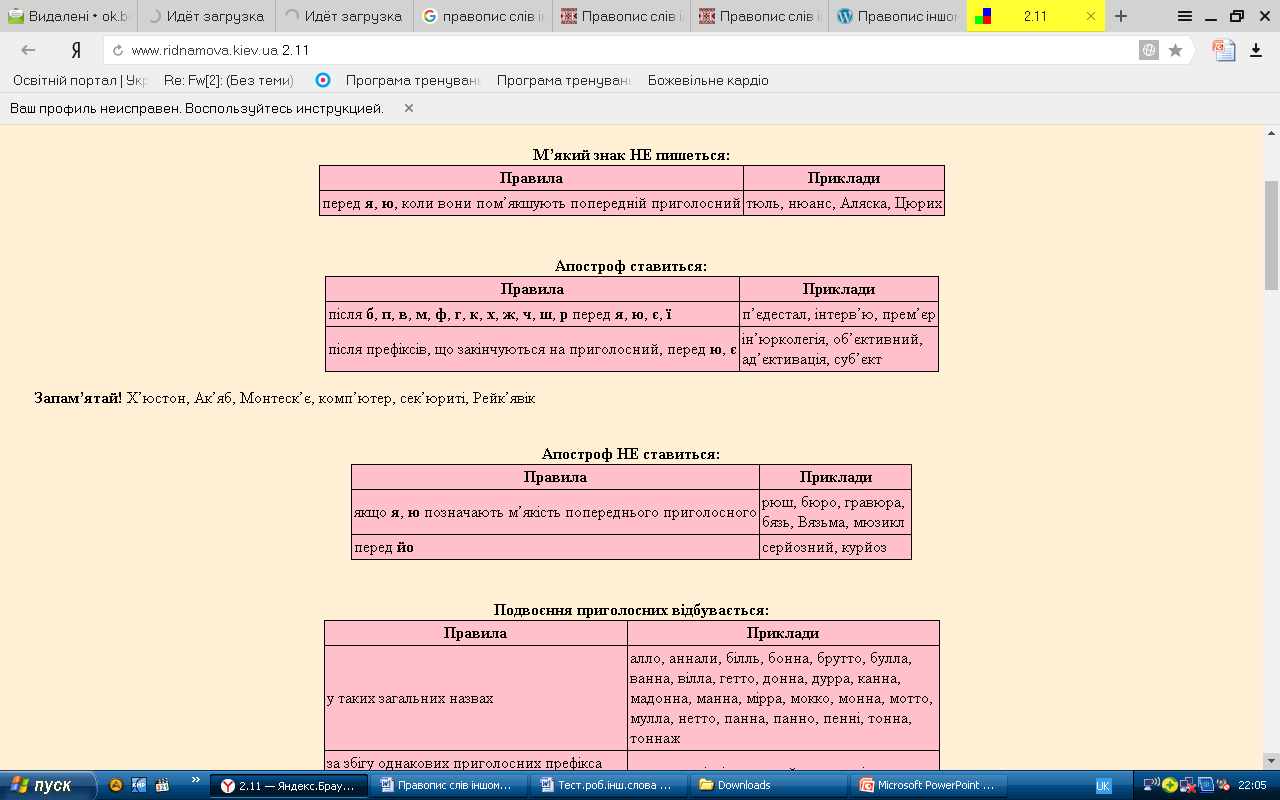 Видалені • ok.b
Идёт загрузка
Идёт загрузка
правопис слів і
Правопис слів і
Правопис слів і
Правопис іншом
2.11
www.ridnamova.kiev.ua 2.11
Освітній портал | Укр
Re: Fw[2]: (Без теми)
Програма тренуван
Програма тренуван
Божевільне кардіо
Ваш профиль неисправен. Воспользуйтесь инструкцией.
М’який знак НЕ пишеться:
Правила Приклади
перед я, ю, коли вони пом’якшують попередній приголосний тюль, нюанс, Аляска, Цюрих
Апостроф ставиться:
Правила Приклади
після б, п, в, м, ф, г, к, х, ж, ч, ш, р перед я, ю, є, ї п’єдестал, інтерв’ю, прем’єр
після префіксів, що закінчуються на приголосний, перед ю, є ін’юрколегія, об’єктивний,
ад’єктивація, суб’єкт
Запам’ятай! Х’юстон, Ак’яб, Монтеск’є, комп’ютер, сек’юриті, Рейк’явік
Апостроф НЕ ставиться:
Правила Приклади
якщо я, ю позначають м’якість попереднього приголосного рюш, бюро, гравюра,
бязь, Вязьма, мюзикл
перед йо серйозний, курйоз
Подвоєння приголосних відбувається:
Правила Приклади
у таких загальних назвах алло, аннали, білль, бонна, брутто, булла,
ванна, вілла, гетто, донна, дурра, канна,
мадонна, манна, мірра, мокко, монна, мотто,
мулла, нетто, панна, панно, пенні, тонна,
тоннаж
за збігу однакових приголосних префікса
пуск
2.11 — Яндекс.Брау...
Правопис слів іншом...
Тест.роб.інш.слова ...
Downloads
Microsoft PowerPoint ...
UK
22:05